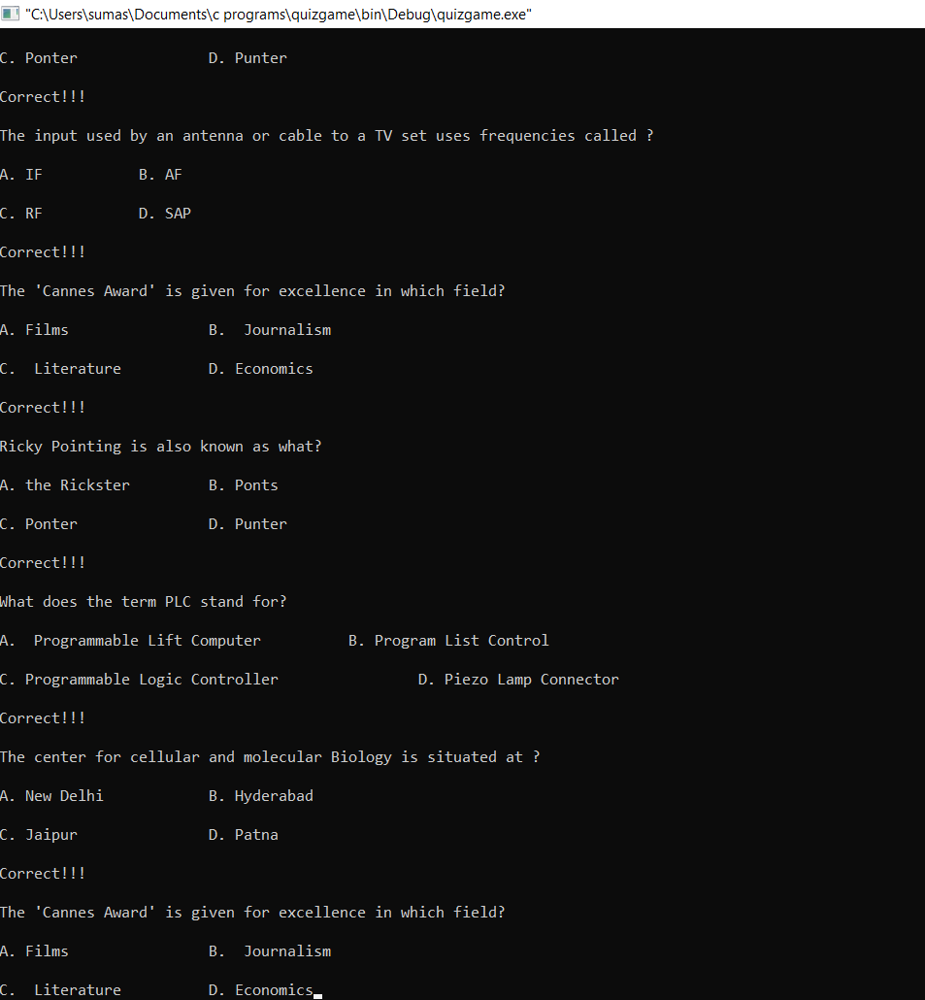 "C:\Users\sumas\Documents\c programs\quizgame\bin\Debug\quizgame.exe"
C. Ponter D. Punter
Correct!!!
The input used by an antenna or cable to a TV set uses frequencies called ?
A. IF B. AF
C. RF D. SAP
Correct!!!
The 'Cannes Award' is given for excellence in which field?
A. Films B.  Journalism
C.  Literature D. Economics
Correct!!!
Ricky Pointing is also known as what?
A. the Rickster B. Ponts
C. Ponter D. Punter
Correct!!!
What does the term PLC stand for?
A.  Programmable Lift Computer B. Program List Control
C. Programmable Logic Controller D. Piezo Lamp Connector
Correct!!!
The center for cellular and molecular Biology is situated at ?
A. New Delhi B. Hyderabad
C. Jaipur D. Patna
Correct!!!
The 'Cannes Award' is given for excellence in which field?
A. Films B.  Journalism
C.  Literature D. Economics